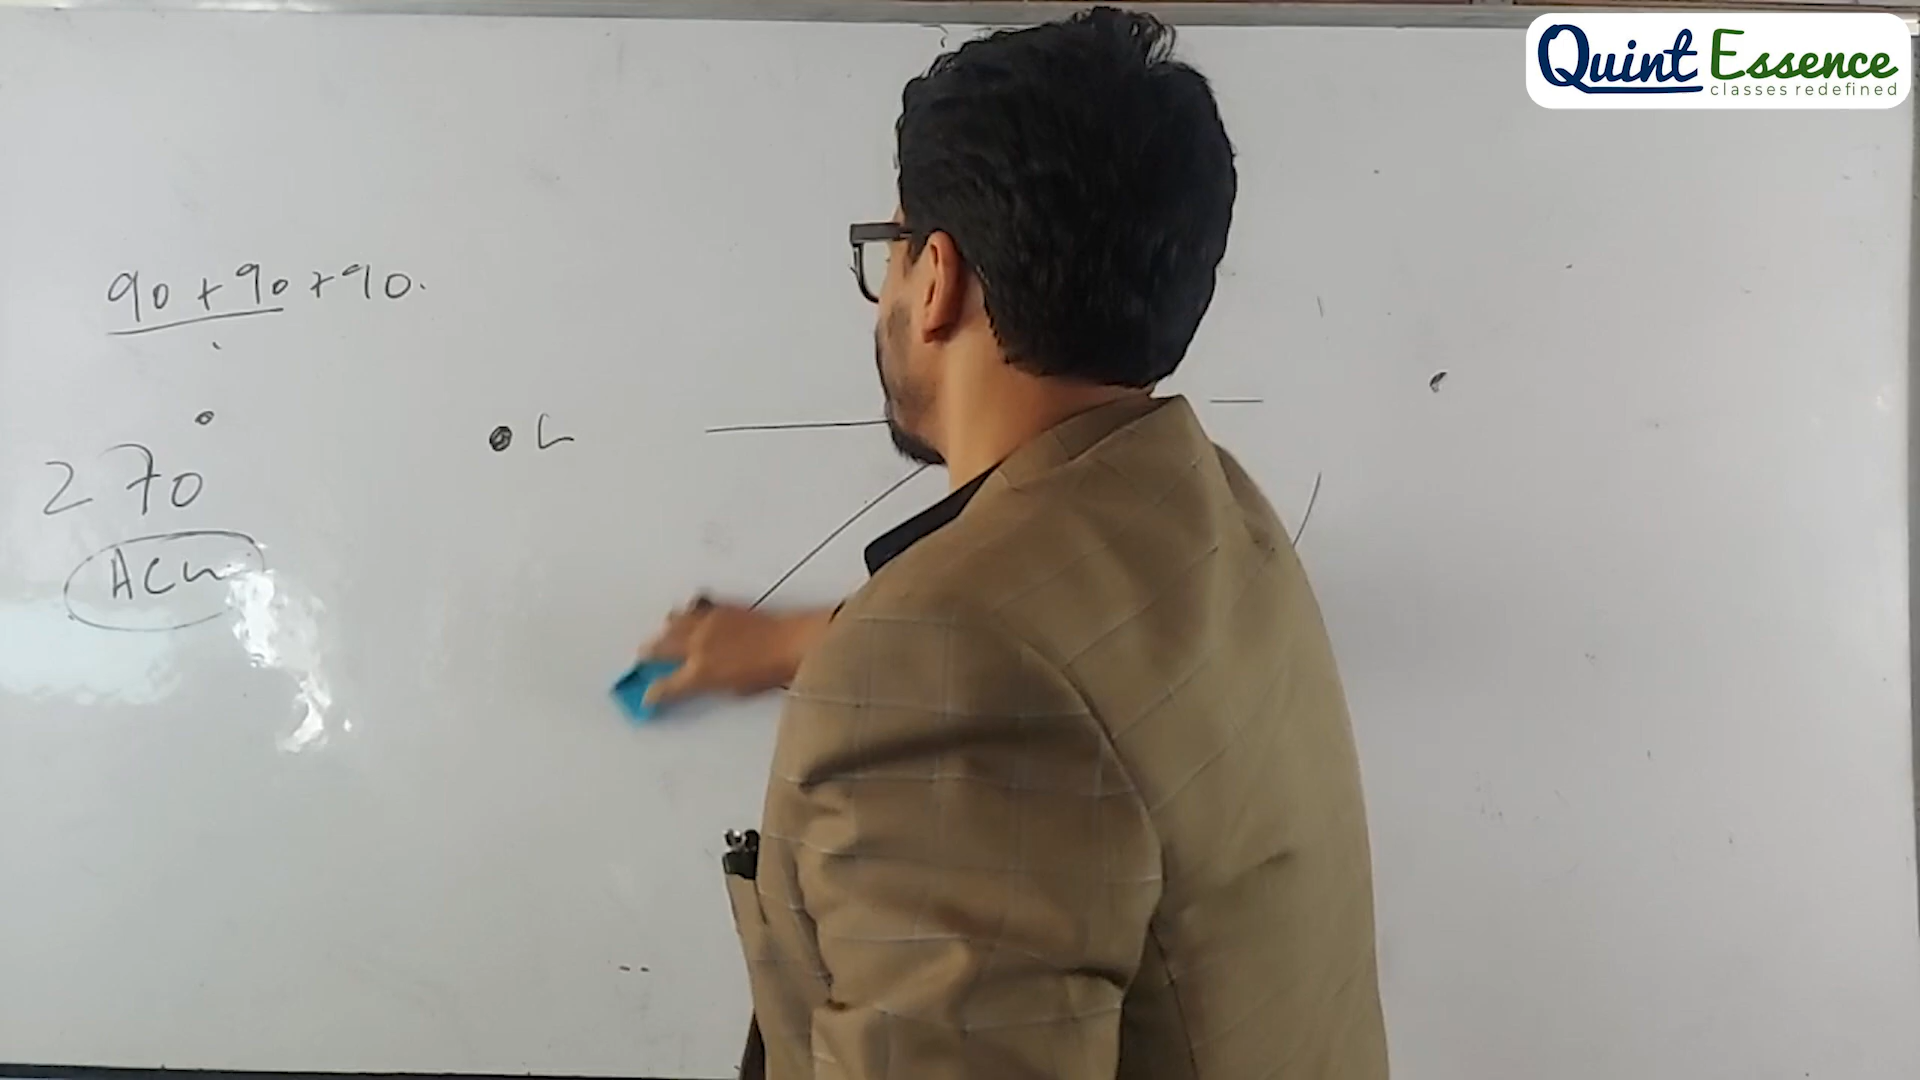 Quint Essence
classes redefined
90 + 90 + 90.
270°
L
ACW